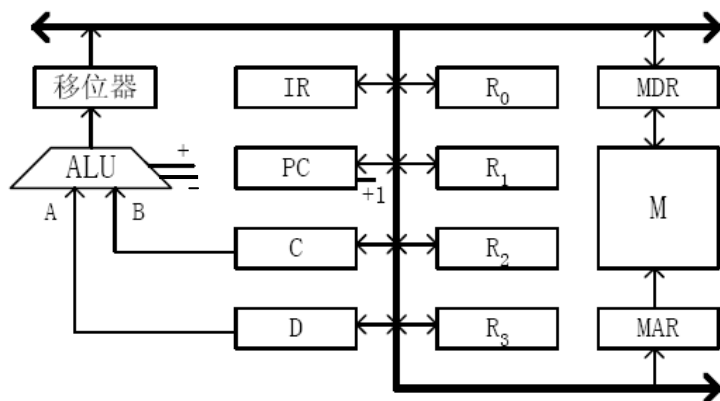 移位器
IR
R₀
MDR
ALU
+
−
PC
+1
R₁
M
A
B
C
R₂
D
R₃
MAR